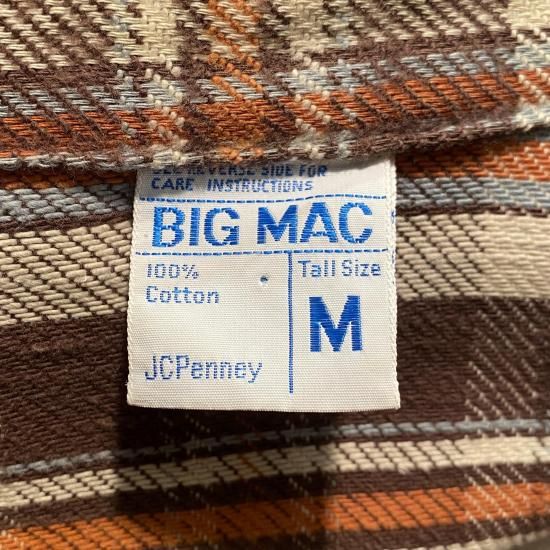 SEE REVERSE SIDE FOR
CARE INSTRUCTIONS
BIG MAC
100%
Cotton
Tall Size
M
JCPenney